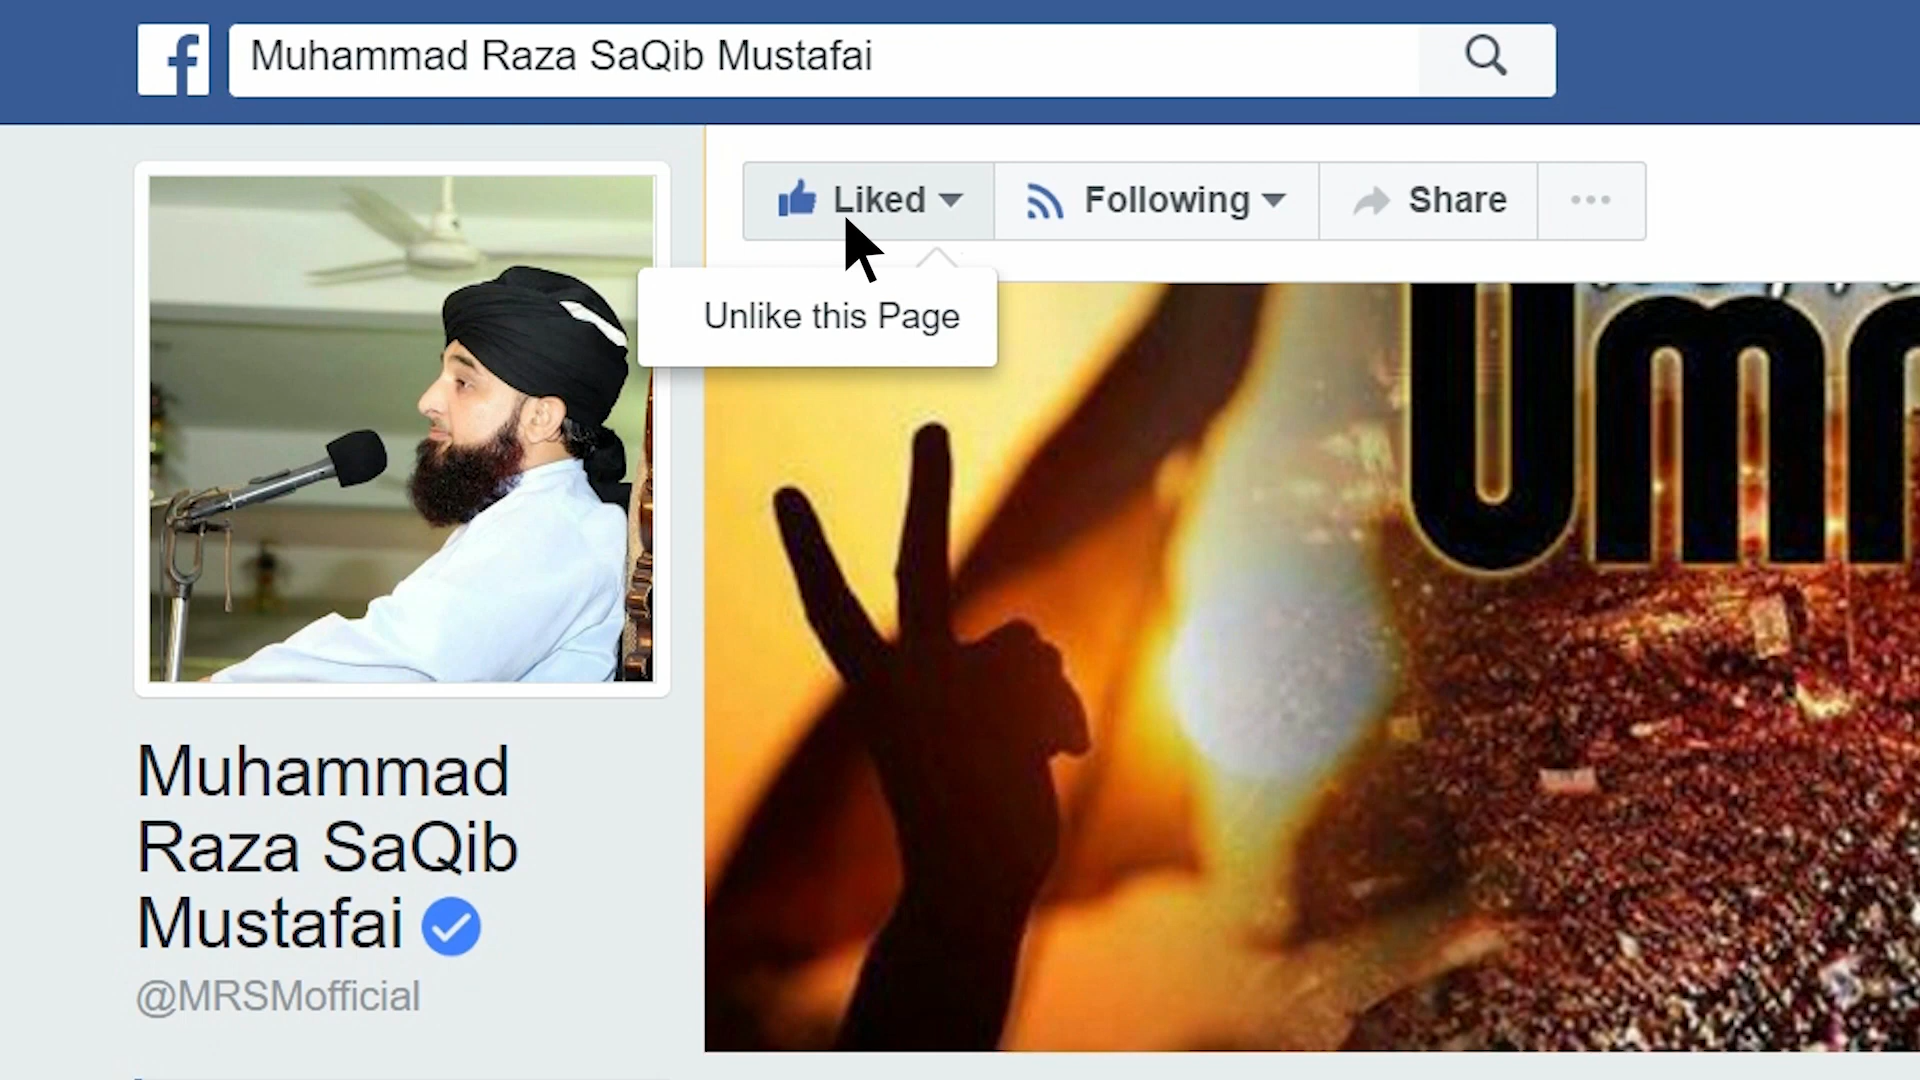 Muhammad Raza SaQib Mustafai
Liked
Following
Share
Unlike this Page
Muhammad
Raza SaQib
Mustafai
@MRSMofficial